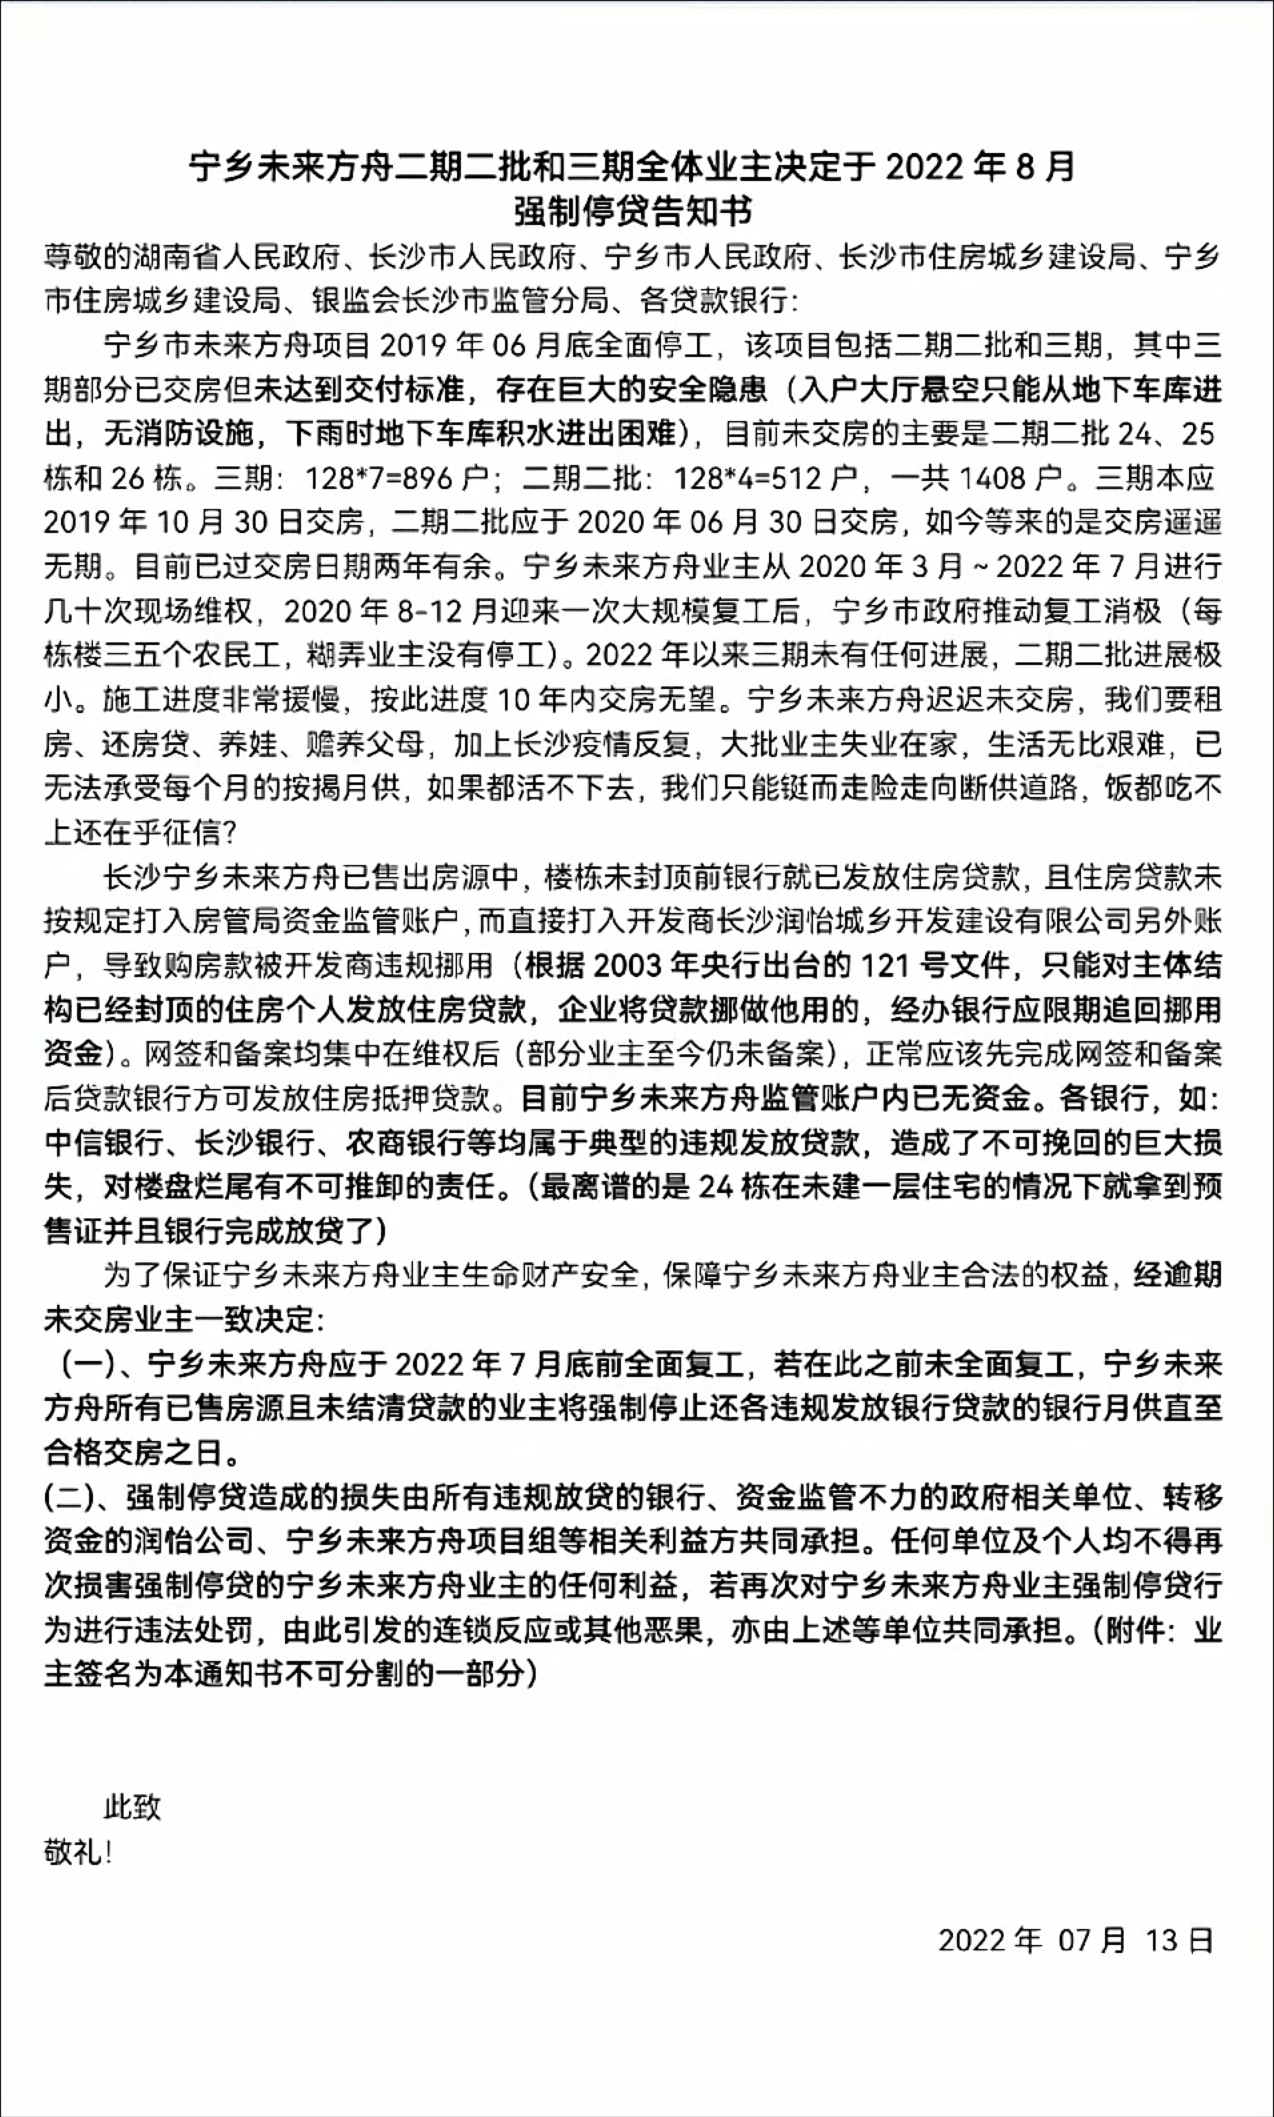 宁乡未来方舟二期二批和三期全体业主决定于 2022 年 8 月
强制停贷告知书
尊敬的湖南省人民政府、长沙市人民政府、宁乡市人民政府、长沙市住房城乡建设局、宁乡
市住房城乡建设局、银监会长沙市监管分局、各贷款银行：
宁乡市未来方舟项目 2019 年 06 月底全面停工，该项目包括二期二批和三期，其中三
期部分已交房但未达到交付标准，存在巨大的安全隐患（入户大厅悬空只能从地下车库进
出，无消防设施，下雨时地下车库积水进出困难），目前未交房的主要是二期二批 24、25
栋和 26 栋。三期：128*7=896 户；二期二批：128*4=512 户，一共 1408 户。三期本应
2019 年 10 月 30 日交房，二期二批应于 2020 年 06 月 30 日交房，如今等来的是交房遥遥
无期。目前已过交房日期两年有余。宁乡未来方舟业主从 2020 年 3 月 ~ 2022 年 7 月进行
几十次现场维权，2020 年 8-12 月迎来一次大规模复工后，宁乡市政府推动复工消极（每
栋楼三五个农民工，糊弄业主没有停工）。2022 年以来三期未有任何进展，二期二批进展极
小。施工进度非常援慢，按此进度 10 年内交房无望。宁乡未来方舟迟迟未交房，我们要租
房、还房贷、养娃、赡养父母，加上长沙疫情反复，大批业主失业在家，生活无比艰难，已
无法承受每个月的按揭月供，如果都活不下去，我们只能铤而走险走向断供道路，饭都吃不
上还在乎征信？
长沙宁乡未来方舟已售出房源中，楼栋未封顶前银行就已发放住房贷款，且住房贷款未
按规定打入房管局资金监管账户，而直接打入开发商长沙润怡城乡开发建设有限公司另外账
户，导致购房款被开发商违规挪用（根据 2003 年央行出台的 121 号文件，只能对主体结
构已经封顶的住房个人发放住房贷款，企业将贷款挪做他用的，经办银行应限期追回挪用
资金）。网签和备案均集中在维权后（部分业主至今仍未备案），正常应该先完成网签和备案
后贷款银行方可发放住房抵押贷款。目前宁乡未来方舟监管账户内已无资金。各银行，如：
中信银行、长沙银行、农商银行等均属于典型的违规发放贷款，造成了不可挽回的巨大损
失，对楼盘烂尾有不可推卸的责任。（最离谱的是 24 栋在未建一层住宅的情况下就拿到预
售证并且银行完成放贷了）
为了保证宁乡未来方舟业主生命财产安全，保障宁乡未来方舟业主合法的权益，经逾期
未交房业主一致决定：
（一）、宁乡未来方舟应于 2022 年 7 月底前全面复工，若在此之前未全面复工，宁乡未来
方舟所有已售房源且未结清贷款的业主将强制停止还各违规发放银行贷款的银行月供直至
合格交房之日。
(二）、强制停贷造成的损失由所有违规放贷的银行、资金监管不力的政府相关单位、转移
资金的润怡公司、宁乡未来方舟项目组等相关利益方共同承担。任何单位及个人均不得再
次损害强制停贷的宁乡未来方舟业主的任何利益，若再次对宁乡未来方舟业主强制停贷行
为进行违法处罚，由此引发的连锁反应或其他恶果，亦由上述等单位共同承担。（附件：业
主签名为本通知书不可分割的一部分）
此致
敬礼！
2022 年 07 月 13 日